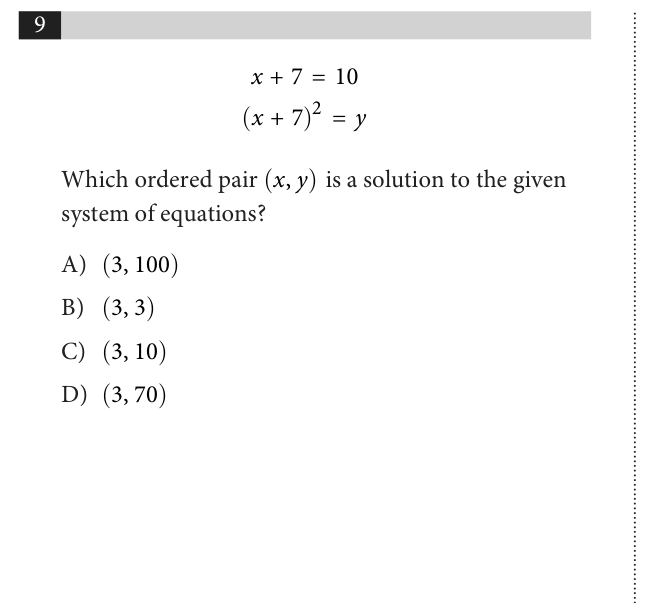 9
x + 7 = 10
(x + 7)² = y
Which ordered pair (x, y) is a solution to the given
system of equations?
A) (3, 100)
B) (3, 3)
C) (3, 10)
D) (3, 70)